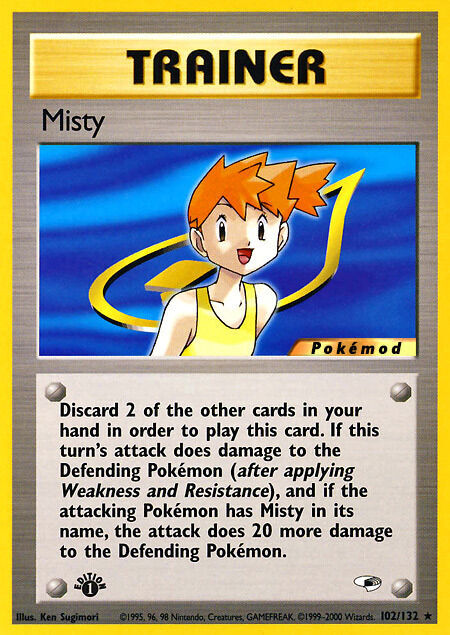 TRAINER
Misty
Pokémod
Discard 2 of the other cards in your
hand in order to play this card. If this
turn's attack does damage to the
Defending Pokémon (after applying
Weakness and Resistance), and if the
attacking Pokémon has Misty in its
name, the attack does 20 more damage
to the Defending Pokémon.
EDITION
1
Illus. Ken Sugimori ©1995, 96, 98 Nintendo, Creatures, GAMEFREAK. ©1999-2000 Wizards. 102/132 ★